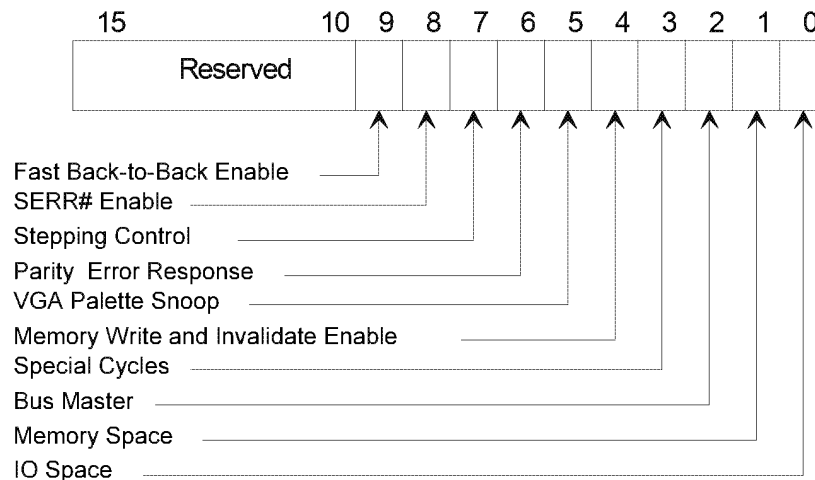 15 10 9 8 7 6 5 4 3 2 1 0
Reserved
Fast Back-to-Back Enable
SERR# Enable
Stepping Control
Parity Error Response
VGA Palette Snoop
Memory Write and Invalidate Enable
Special Cycles
Bus Master
Memory Space
IO Space